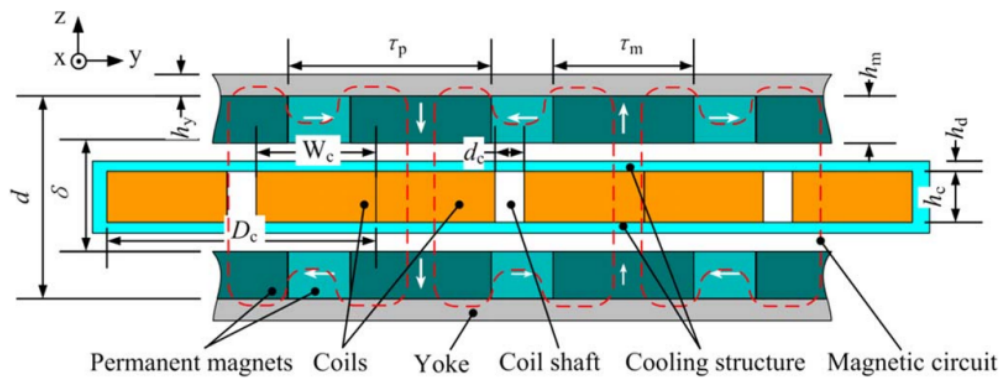 z
x y
τp
τm
hm
hy
hd
Wc
dc
d
δ
hc
Dc
Permanent magnets Coils Yoke Coil shaft Cooling structure Magnetic circuit